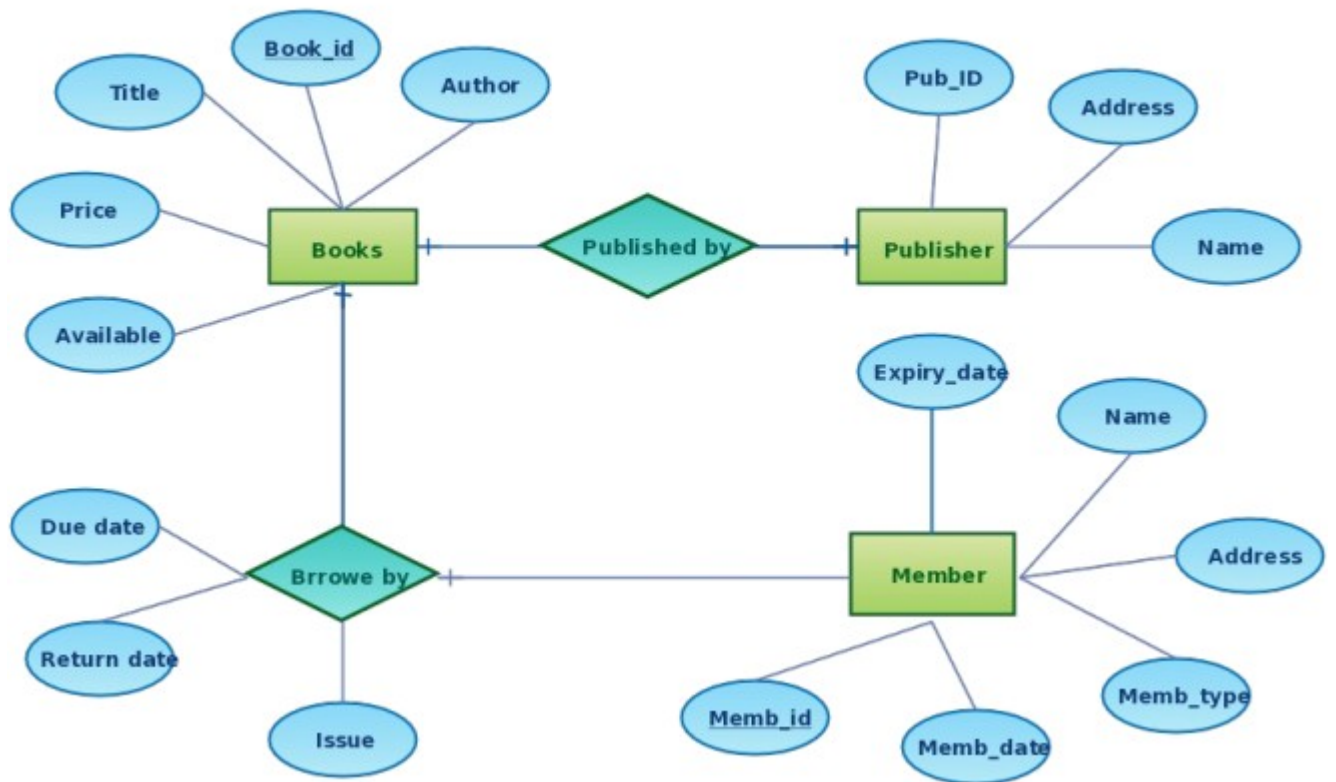 Book_id
Title
Author
Pub_ID
Address
Price
Books
Published by
Publisher
Name
Available
Expiry_date
Name
Due date
Brrowe by
Member
Address
Return date
Memb_type
Issue
Memb_id
Memb_date